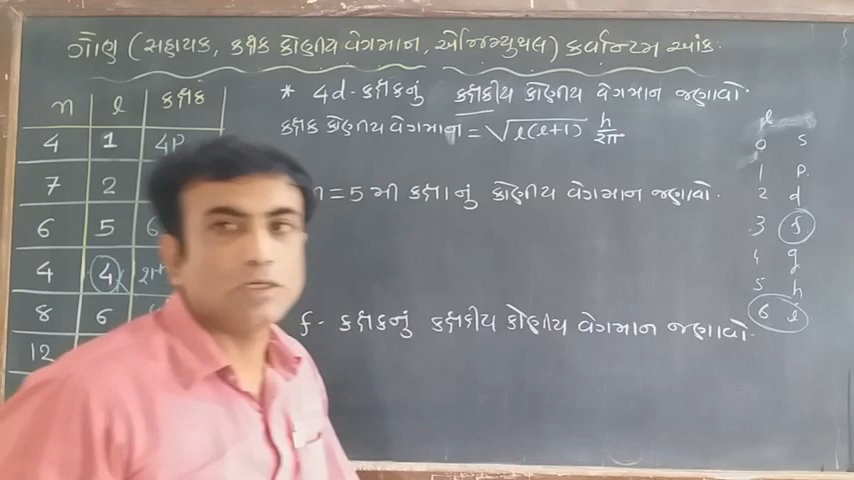 ગૌણ (સહાયક, કક્ષક કોણીય વેગમાન, એઝિમ્યુથલ) ક્વોન્ટમ આંક
n l કક્ષક
4 1 4P
7 2
6 5 6
4 4
8 6
12
* 4d - કક્ષકનું કક્ષકીય કોણીય વેગમાન જણાવો.
કક્ષક કોણીય વેગમાન = √l(l+1) h/2π
n = 5 મી કક્ષાનું કોણીય વેગમાન જણાવો.
f - કક્ષકનું કક્ષકીય કોણીય વેગમાન જણાવો.
l
0 s
1 p.
2 d
3 f
4 g
5 h
6 i